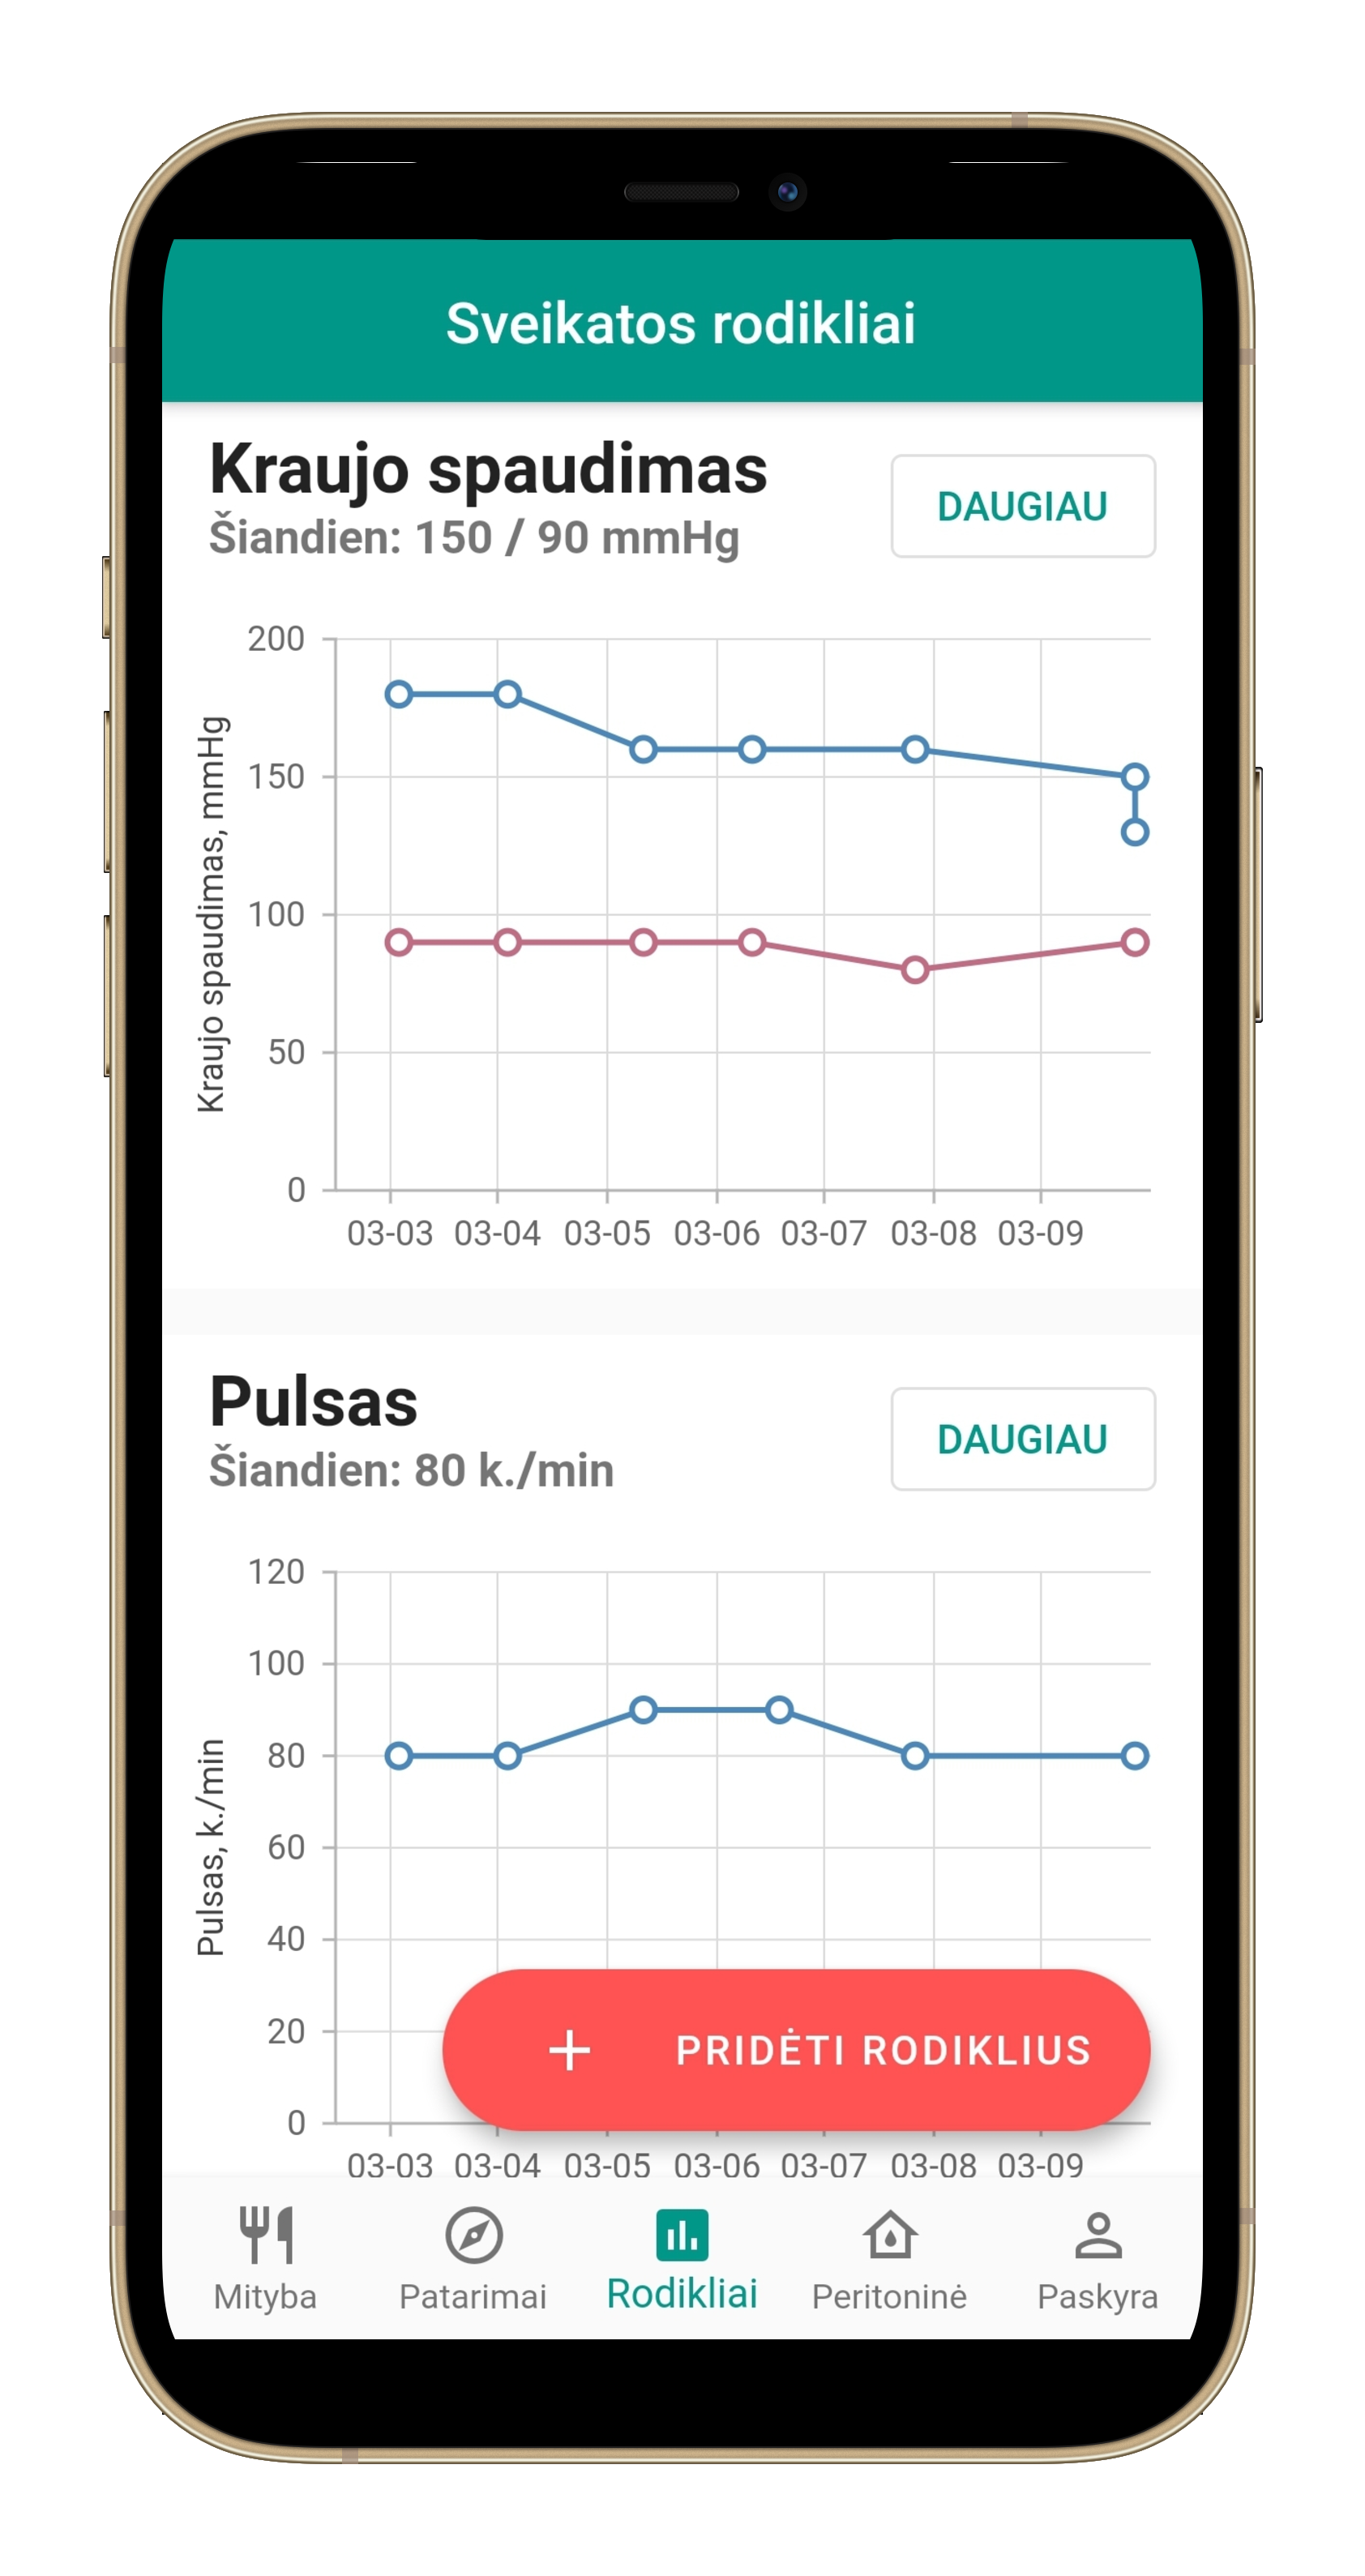 Sveikatos rodikliai
Kraujo spaudimas
Šiandien: 150 / 90 mmHg
DAUGIAU
Kraujo spaudimas, mmHg
200
150
100
50
0
03-03 03-04 03-05 03-06 03-07 03-08 03-09
Pulsas
Šiandien: 80 k./min
DAUGIAU
Pulsas, k./min
120
100
80
60
40
20
0
+ PRIDĖTI RODIKLIUS
03-03 03-04 03-05 03-06 03-07 03-08 03-09
Mityba Patarimai Rodikliai Peritoninė Paskyra